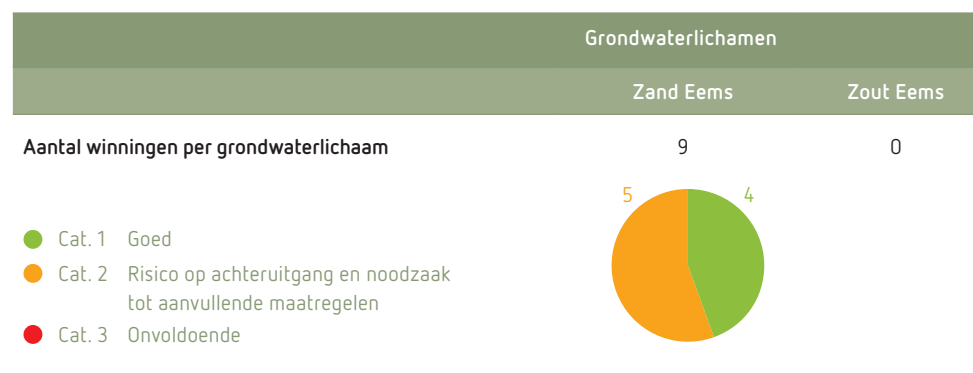 Grondwaterlichamen
Zand Eems Zout Eems
Aantal winningen per grondwaterlichaam 9 0
5 4
Cat. 1 Goed
Cat. 2 Risico op achteruitgang en noodzaak
tot aanvullende maatregelen
Cat. 3 Onvoldoende